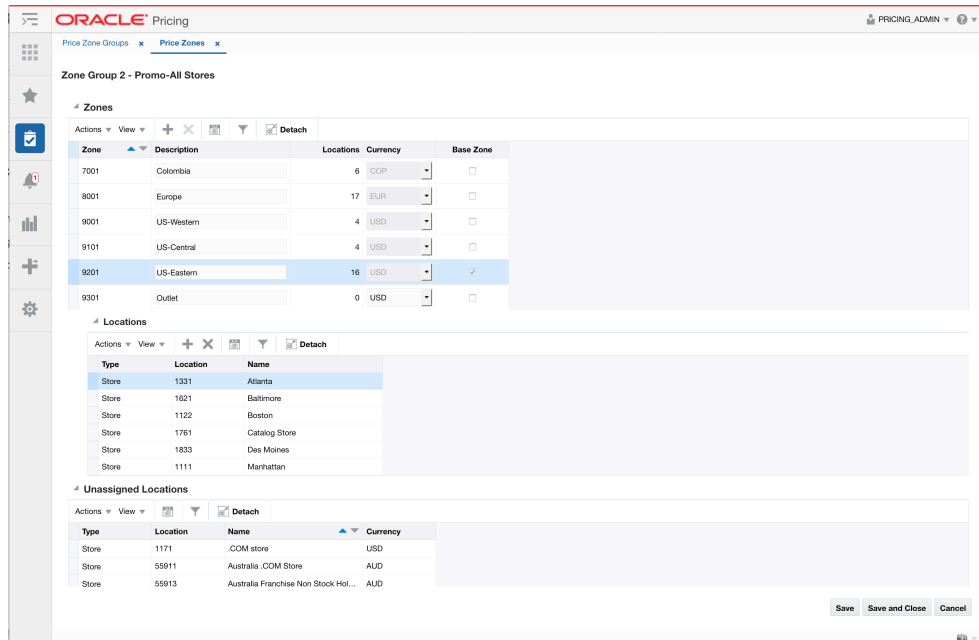 ORACLE® Pricing
PRICING_ADMIN
Price Zone Groups x Price Zones x
Zone Group 2 - Promo-All Stores
Zones
Actions View Detach
Zone Description Locations Currency Base Zone
7001 Colombia 6 COP
8001 Europe 17 EUR
9001 US-Western 4 USD
9101 US-Central 4 USD
9201 US-Eastern 16 USD
9301 Outlet 0 USD
1
Locations
Actions View Detach
Type Location Name
Store 1331 Atlanta
Store 1621 Baltimore
Store 1122 Boston
Store 1761 Catalog Store
Store 1833 Des Moines
Store 1111 Manhattan
Unassigned Locations
Actions View Detach
Type Location Name Currency
Store 1171 .COM store USD
Store 55911 Australia .COM Store AUD
Store 55913 Australia Franchise Non Stock Hol... AUD
Save Save and Close Cancel